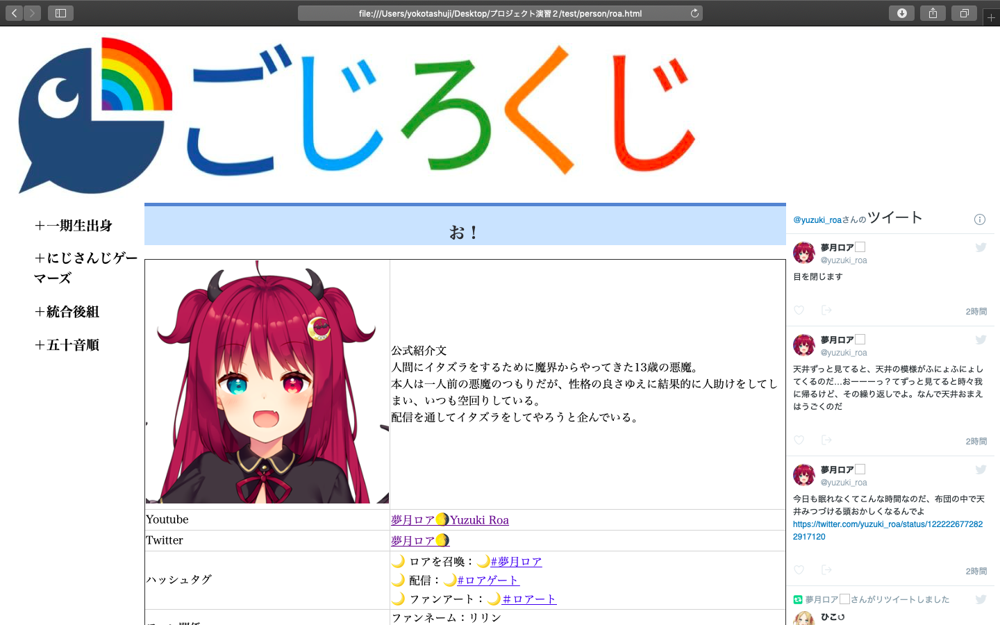 file:///Users/yokotashuji/Desktop/プロジェクト演習２/test/person/roa.html
ごじろくじ
＋一期生出身
＋にじさんじゲー
マーズ
＋統合後組
＋五十音順
お！
公式紹介文
人間にイタズラをするために魔界からやってきた13歳の悪魔。
本人は一人前の悪魔のつもりだが、性格の良さゆえに結果的に人助けをしてし
まい、いつも空回りしている。
配信を通してイタズラをしてやろうと企んでいる。
Youtube
夢月ロア🌖Yuzuki Roa
Twitter
夢月ロア🌖
ハッシュタグ
🌙 ロアを召喚：🌙#夢月ロア
🌙 配信：🌙#ロアゲート
🌙 ファンアート：🌙＃ロアート
ファンネーム：リリン
@yuzuki_roaさんのツイート
夢月ロア
@yuzuki_roa
目を閉じます
2時間
夢月ロア
@yuzuki_roa
天井ずっと見てると、天井の模様がふにょふにょし
てくるのだ…おーーーっ？てずっと見てると時々我
に帰るけど、その繰り返しでよ。なんで天井おまえ
はうごくのだ
2時間
夢月ロア
@yuzuki_roa
今日も眠れなくてこんな時間なのだ、布団の中で天
井みつづける頭おかしくなるんでよ
https://twitter.com/yuzuki_roa/status/122222677282
2917120
2時間
夢月ロアさんがリツイートしました
ひこ